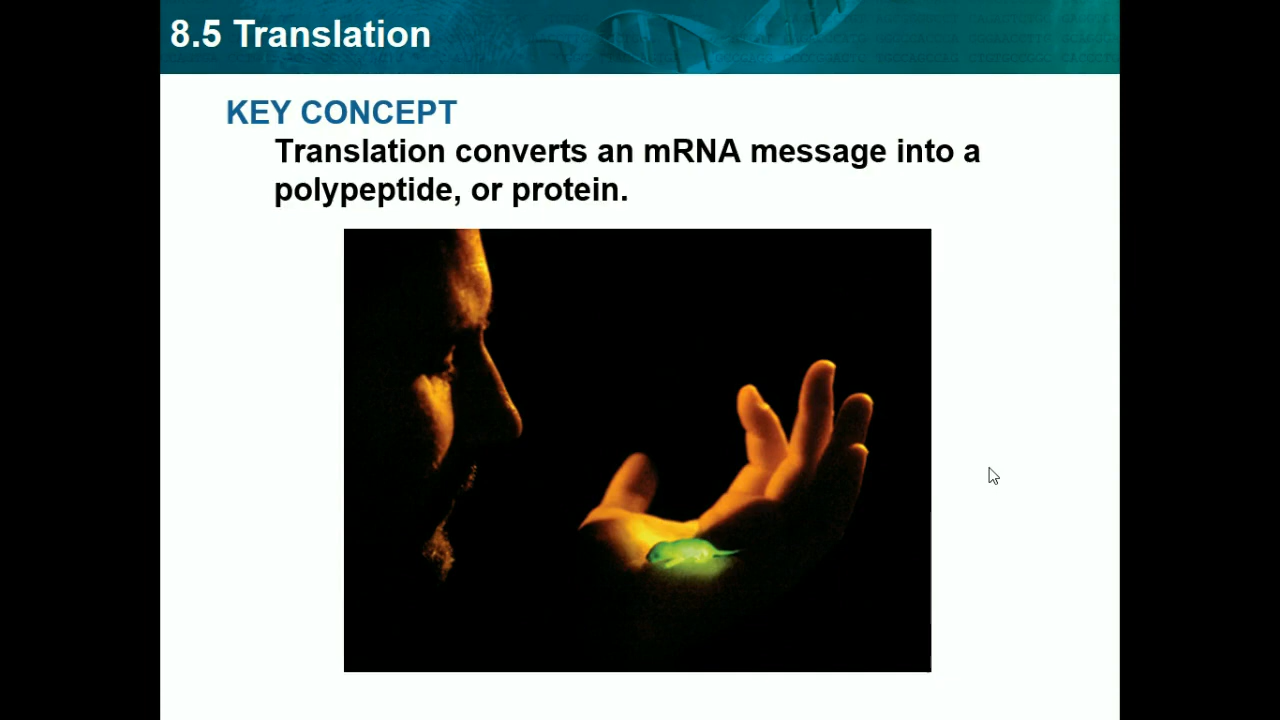 8.5 Translation
KEY CONCEPT
Translation converts an mRNA message into a
polypeptide, or protein.